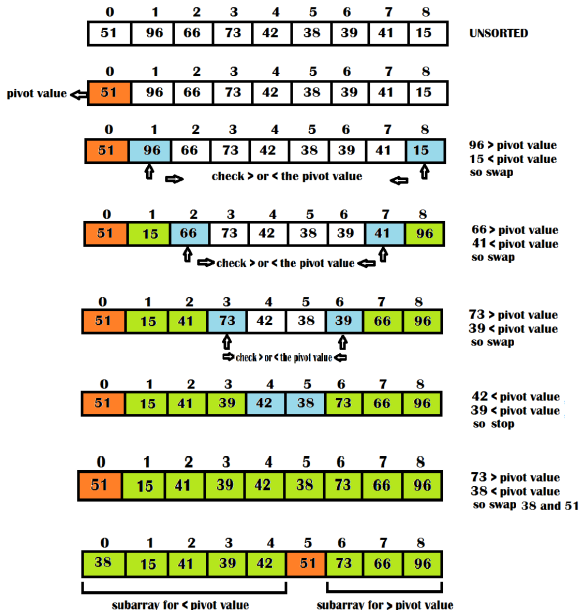 0 1 2 3 4 5 6 7 8
51 96 66 73 42 38 39 41 15 UNSORTED
0 1 2 3 4 5 6 7 8
pivot value 51 96 66 73 42 38 39 41 15
0 1 2 3 4 5 6 7 8
51 96 66 73 42 38 39 41 15
check > or < the pivot value
96 > pivot value
15 < pivot value
so swap
0 1 2 3 4 5 6 7 8
51 15 66 73 42 38 39 41 96
check > or < the pivot value
66 > pivot value
41 < pivot value
so swap
0 1 2 3 4 5 6 7 8
51 15 41 73 42 38 39 66 96
check > or < the pivot value
73 > pivot value
39 < pivot value
so swap
0 1 2 3 4 5 6 7 8
51 15 41 39 42 38 73 66 96
42 < pivot value
39 < pivot value
so stop
0 1 2 3 4 5 6 7 8
51 15 41 39 42 38 73 66 96
73 > pivot value
38 < pivot value
so swap 38 and 51
0 1 2 3 4 5 6 7 8
38 15 41 39 42 51 73 66 96
subarray for < pivot value subarray for > pivot value